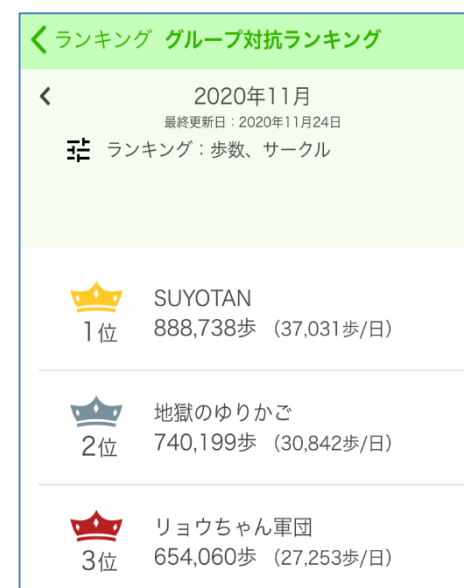 ランキング グループ対抗ランキング
2020年11月
最終更新日:2020年11月24日
ランキング:歩数、サークル
SUYOTAN
1位 888,738歩 (37,031歩/日)
地獄のゆりかご
2位 740,199歩 (30,842歩/日)
リョウちゃん軍団
3位 654,060歩 (27,253歩/日)